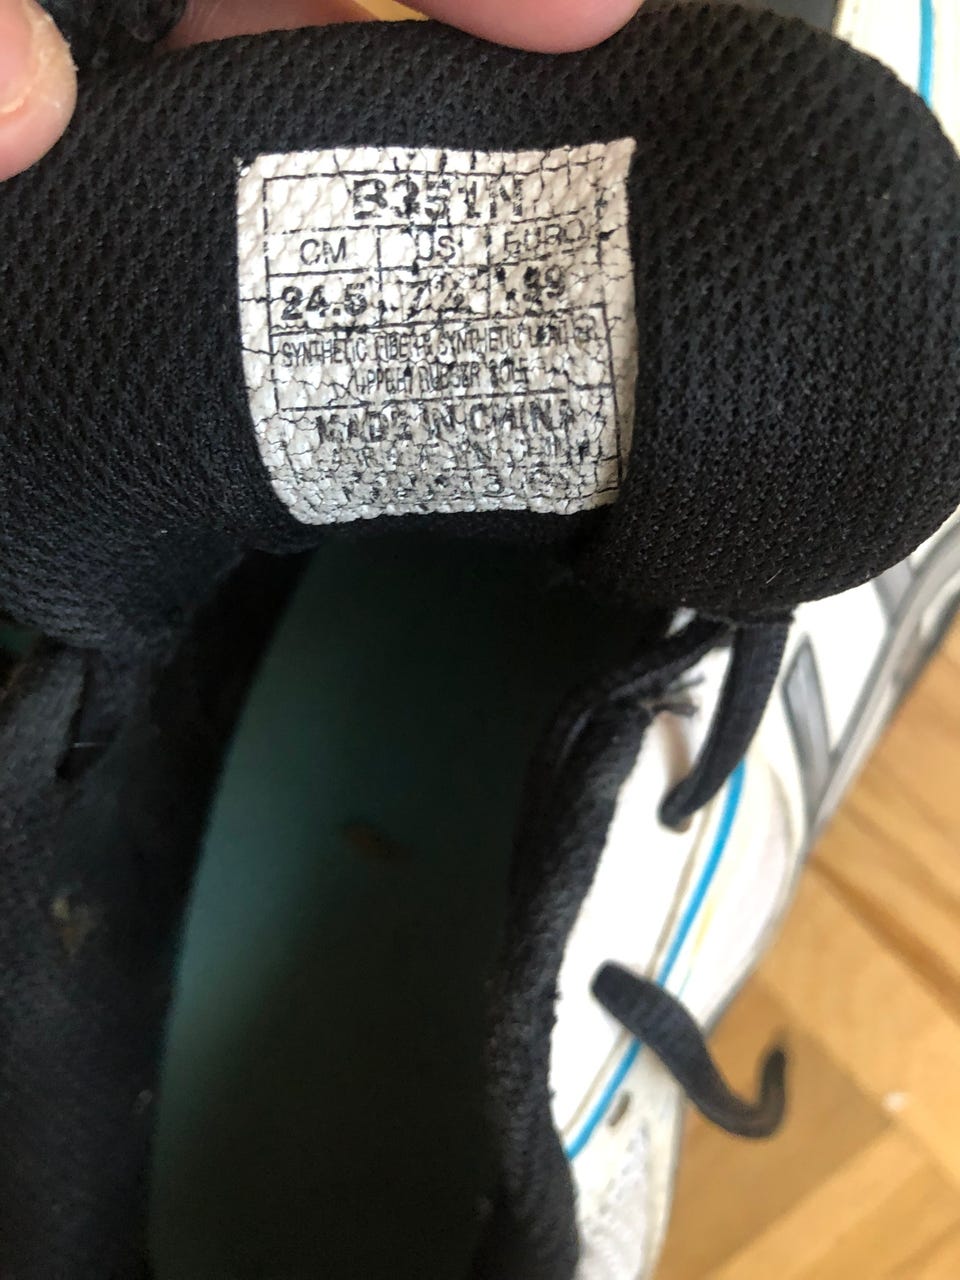 B351N
CM US EURO
24.5 7½ 39
SYNTHETIC FIBER & SYNTHETIC LEATHER
UPPER/RUBBER SOLE
MADE IN CHINA